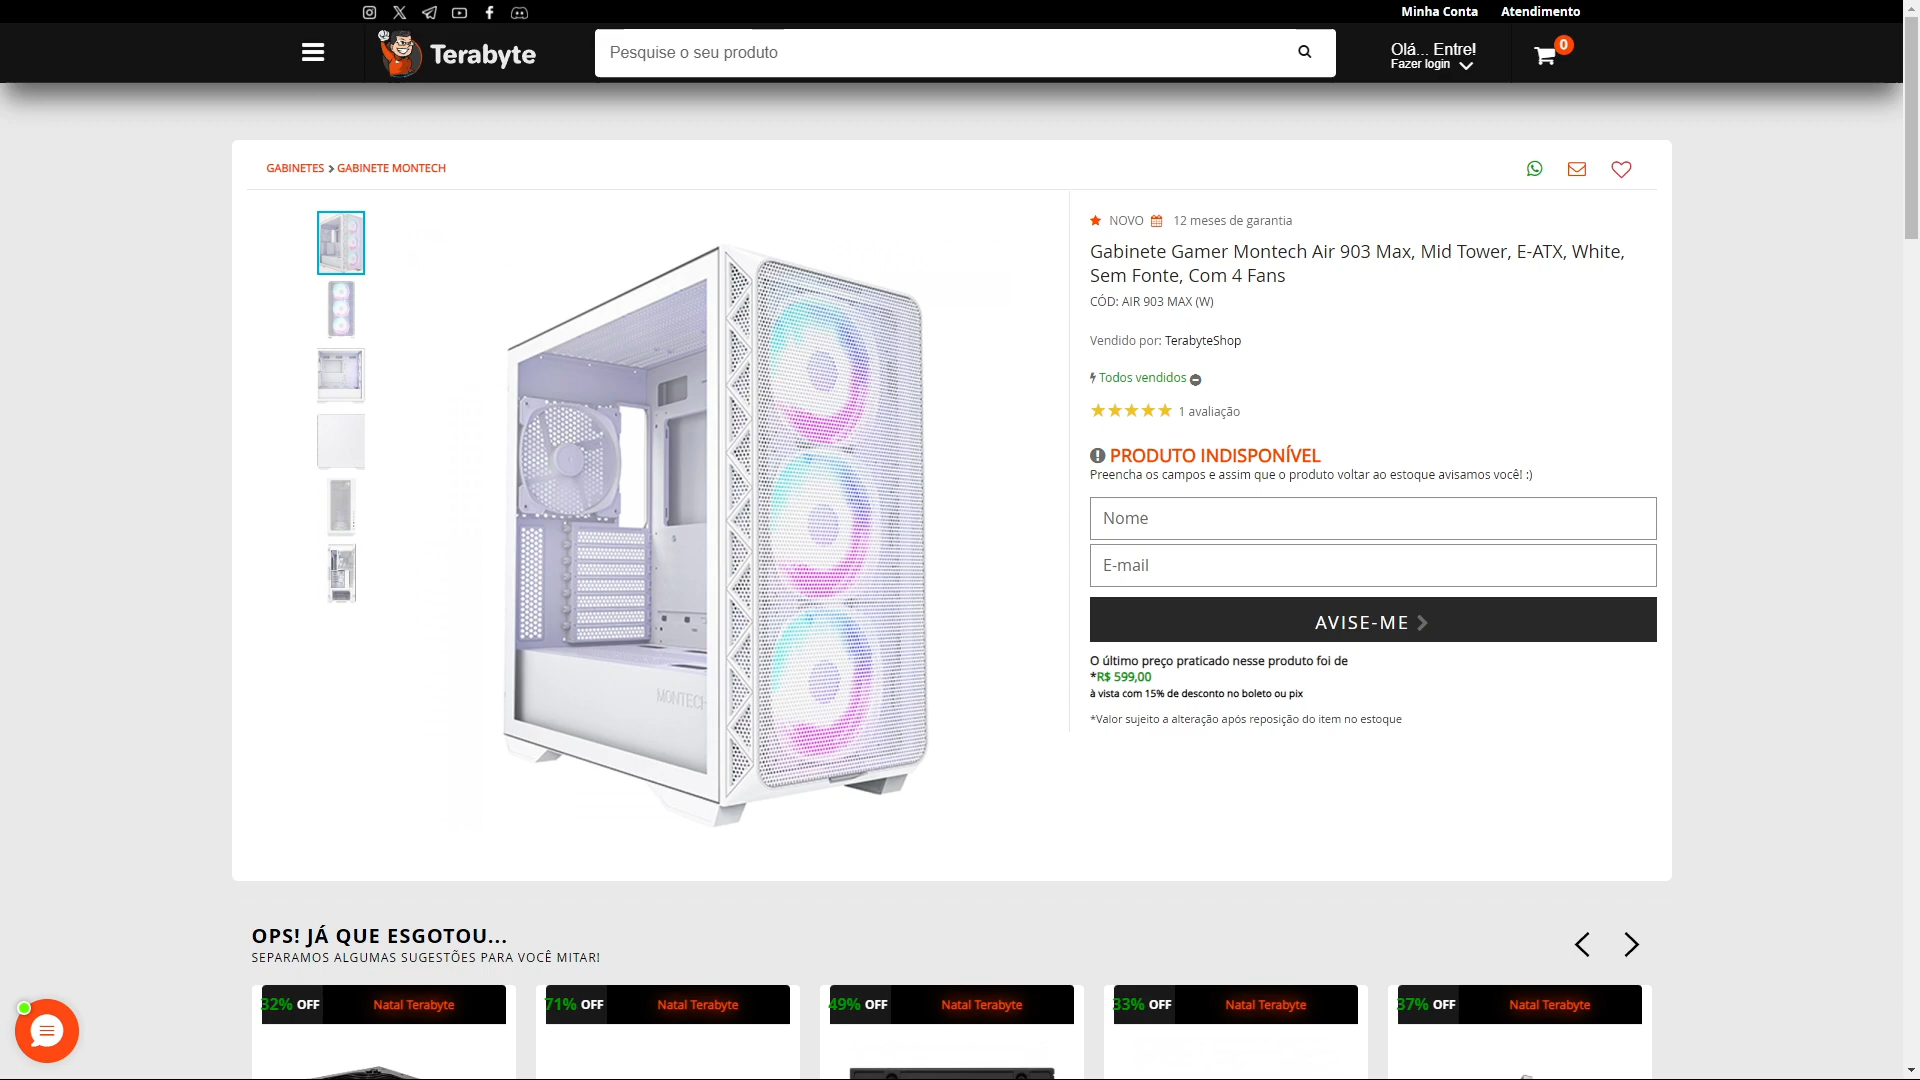 Minha Conta
Atendimento
Terabyte
Pesquise o seu produto
Olá... Entre!
Fazer login
0
GABINETES > GABINETE MONTECH
NOVO 12 meses de garantia
Gabinete Gamer Montech Air 903 Max, Mid Tower, E-ATX, White,
Sem Fonte, Com 4 Fans
CÓD: AIR 903 MAX (W)
Vendido por: TerabyteShop
Todos vendidos
1 avaliação
PRODUTO INDISPONÍVEL
Preencha os campos e assim que o produto voltar ao estoque avisamos você! :)
Nome
E-mail
AVISE-ME
O último preço praticado nesse produto foi de
*R$ 599,00
à vista com 15% de desconto no boleto ou pix
*Valor sujeito a alteração após reposição do item no estoque
MONTECH
OPS! JÁ QUE ESGOTOU...
SEPARAMOS ALGUMAS SUGESTÕES PARA VOCÊ MITAR!
32% OFF Natal Terabyte
71% OFF Natal Terabyte
49% OFF Natal Terabyte
33% OFF Natal Terabyte
37% OFF Natal Terabyte